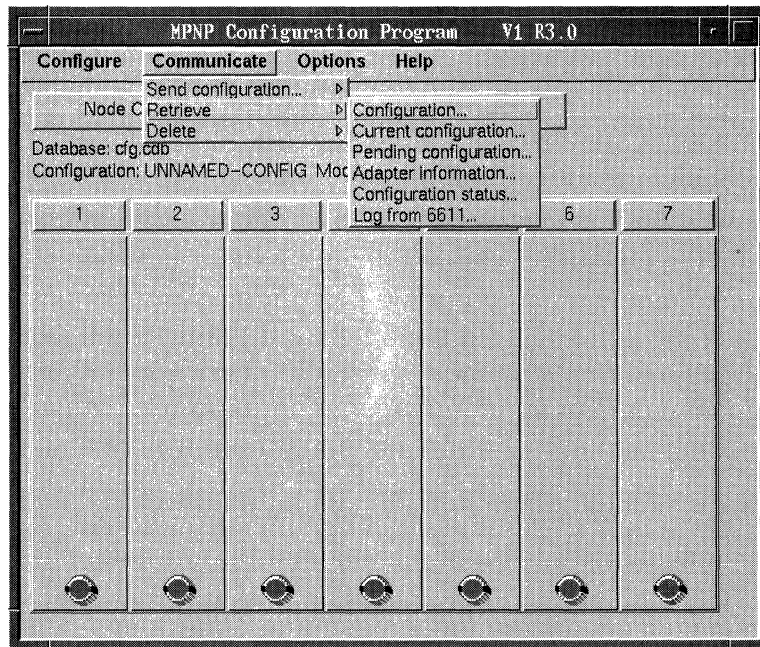 MPNP Configuration Program V1 R3.0
Configure Communicate Options Help
Send configuration...
Retrieve
Delete
Configuration...
Current configuration...
Pending configuration...
Adapter information...
Configuration status...
Log from 6611...
Node C
Database: cfg.cdb
Configuration: UNNAMED-CONFIG Mod
1 2 3 6 7